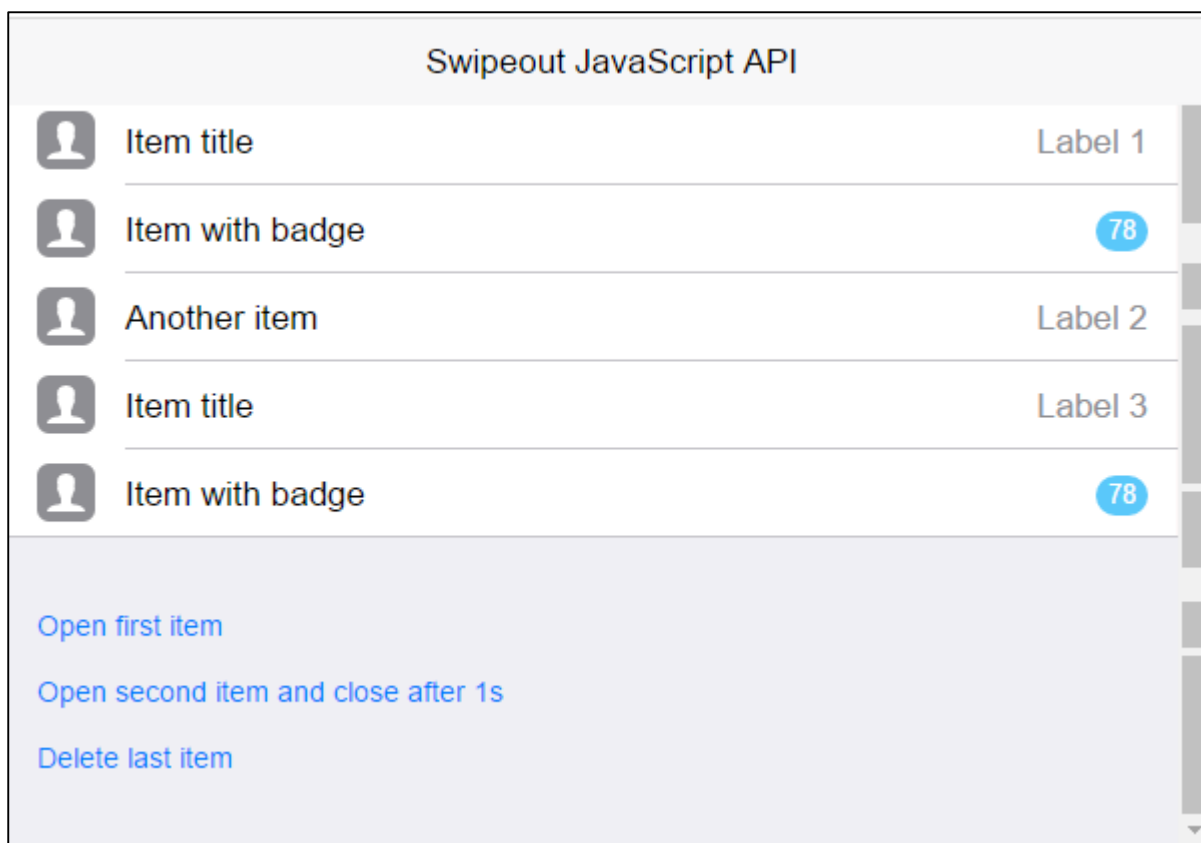 Swipeout JavaScript API
Item title Label 1
Item with badge 78
Another item Label 2
Item title Label 3
Item with badge 78
Open first item
Open second item and close after 1s
Delete last item